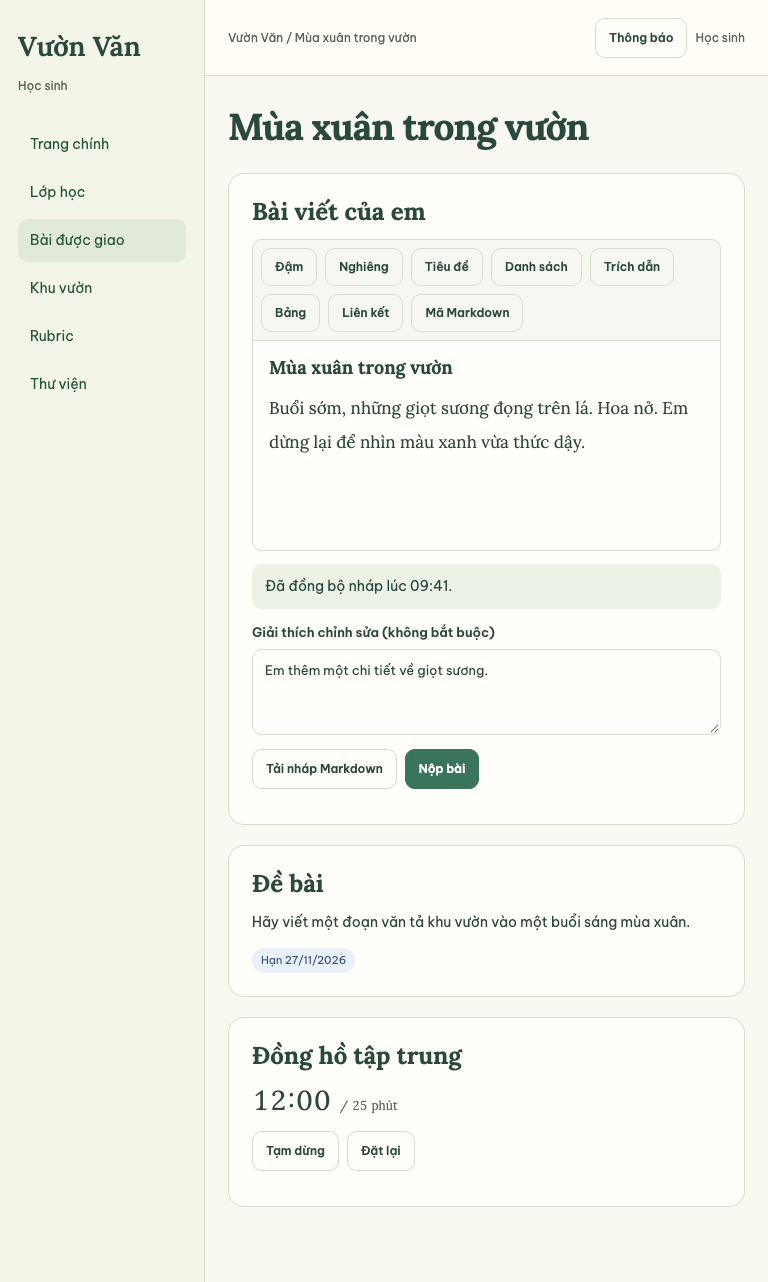 Vườn Văn
Học sinh
Trang chính
Lớp học
Bài được giao
Khu vườn
Rubric
Thư viện
Vườn Văn / Mùa xuân trong vườn
Thông báo
Học sinh
Mùa xuân trong vườn
Bài viết của em
Đậm
Nghiêng
Tiêu đề
Danh sách
Trích dẫn
Bảng
Liên kết
Mã Markdown
Mùa xuân trong vườn
Buổi sớm, những giọt sương đọng trên lá. Hoa nở. Em
dừng lại để nhìn màu xanh vừa thức dậy.
Đã đồng bộ nháp lúc 09:41.
Giải thích chỉnh sửa (không bắt buộc)
Em thêm một chi tiết về giọt sương.
Tải nháp Markdown
Nộp bài
Đề bài
Hãy viết một đoạn văn tả khu vườn vào một buổi sáng mùa xuân.
Hạn 27/11/2026
Đồng hồ tập trung
12:00 / 25 phút
Tạm dừng
Đặt lại